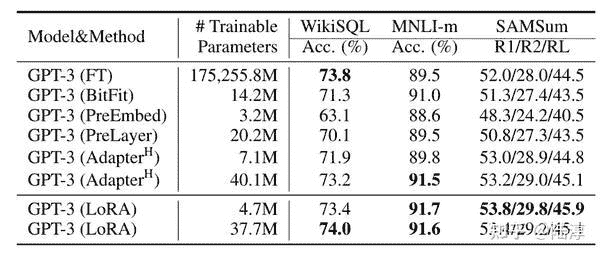 Model&Method # Trainable Parameters WikiSQL MNLI-m SAMSum
Acc. (%) Acc. (%) R1/R2/RL
GPT-3 (FT) 175,255.8M 73.8 89.5 52.0/28.0/44.5
GPT-3 (BitFit) 14.2M 71.3 91.0 51.3/27.4/43.5
GPT-3 (PreEmbed) 3.2M 63.1 88.6 48.3/24.2/40.5
GPT-3 (PreLayer) 20.2M 70.1 89.5 50.8/27.3/43.5
GPT-3 (AdapterH) 7.1M 71.9 89.8 53.0/28.9/44.8
GPT-3 (AdapterH) 40.1M 73.2 91.5 53.2/29.0/45.1
GPT-3 (LoRA) 4.7M 73.4 91.7 53.8/29.8/45.9
GPT-3 (LoRA) 37.7M 74.0 91.6
知乎